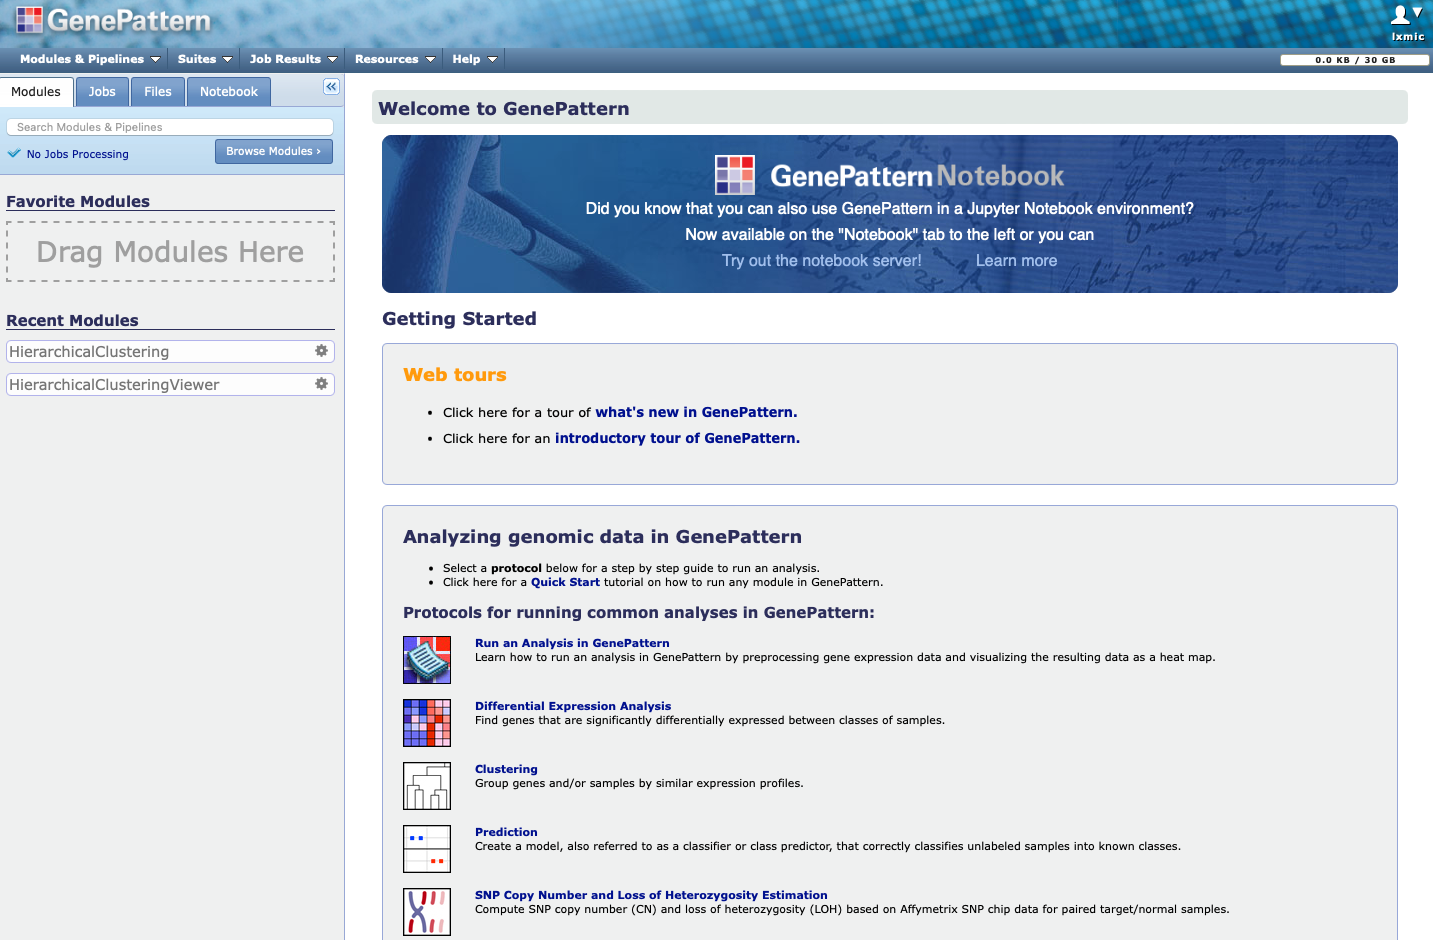 GenePattern
lxmic
Modules & Pipelines
Suites
Job Results
Resources
Help
0.0 KB / 30 GB
Modules
Jobs
Files
Notebook
Search Modules & Pipelines
No Jobs Processing
Browse Modules ›
Favorite Modules
Drag Modules Here
Recent Modules
HierarchicalClustering
HierarchicalClusteringViewer
Welcome to GenePattern
GenePattern Notebook
Did you know that you can also use GenePattern in a Jupyter Notebook environment?
Now available on the "Notebook" tab to the left or you can
Try out the notebook server! Learn more
Getting Started
Web tours
• Click here for a tour of what's new in GenePattern.
• Click here for an introductory tour of GenePattern.
Analyzing genomic data in GenePattern
• Select a protocol below for a step by step guide to run an analysis.
• Click here for a Quick Start tutorial on how to run any module in GenePattern.
Protocols for running common analyses in GenePattern:
Run an Analysis in GenePattern
Learn how to run an analysis in GenePattern by preprocessing gene expression data and visualizing the resulting data as a heat map.
Differential Expression Analysis
Find genes that are significantly differentially expressed between classes of samples.
Clustering
Group genes and/or samples by similar expression profiles.
Prediction
Create a model, also referred to as a classifier or class predictor, that correctly classifies unlabeled samples into known classes.
SNP Copy Number and Loss of Heterozygosity Estimation
Compute SNP copy number (CN) and loss of heterozygosity (LOH) based on Affymetrix SNP chip data for paired target/normal samples.